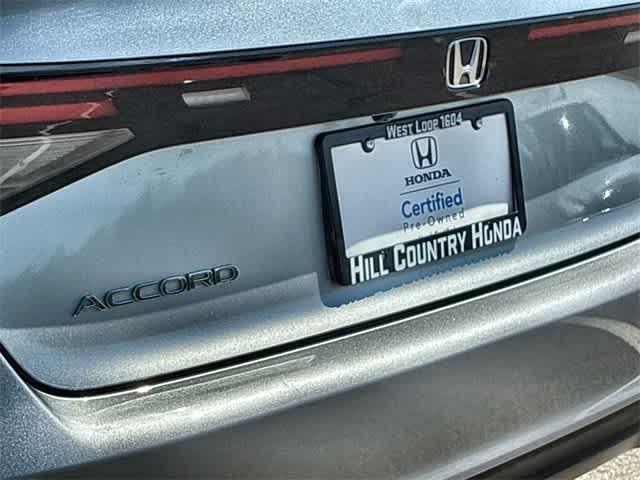 West Loop 1604
HONDA
Certified
Pre-Owned
Hill Country Honda
ACCORD